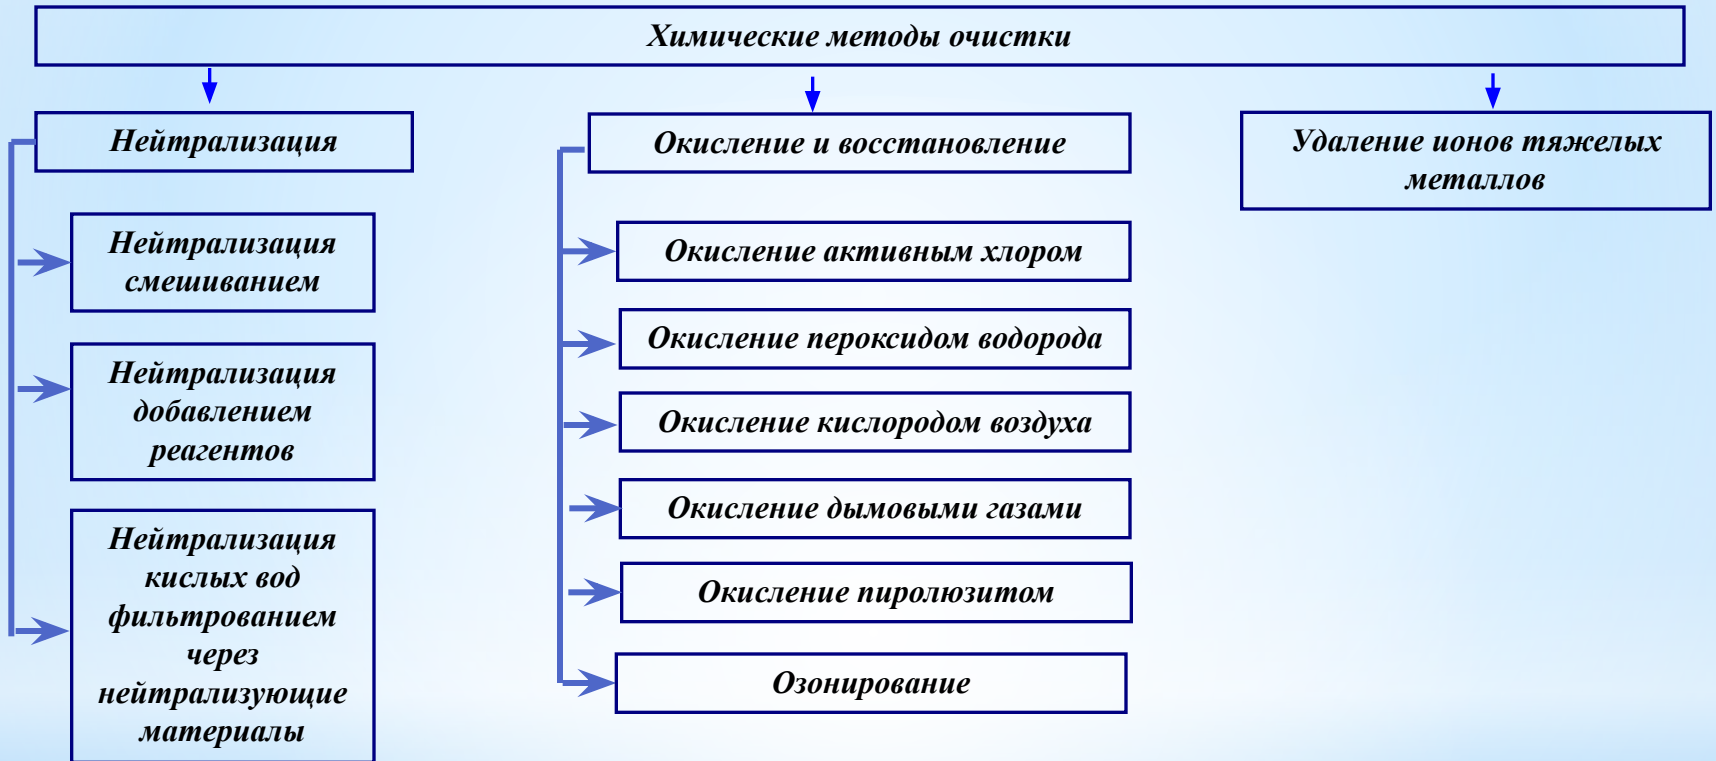 Химические методы очистки
Нейтрализация
Нейтрализация
смешиванием
Нейтрализация
добавлением
реагентов
Нейтрализация
кислых вод
фильтрованием
через
нейтрализующие
материалы
Окисление и восстановление
Окисление активным хлором
Окисление пероксидом водорода
Окисление кислородом воздуха
Окисление дымовыми газами
Окисление пиролюзитом
Озонирование
Удаление ионов тяжелых
металлов